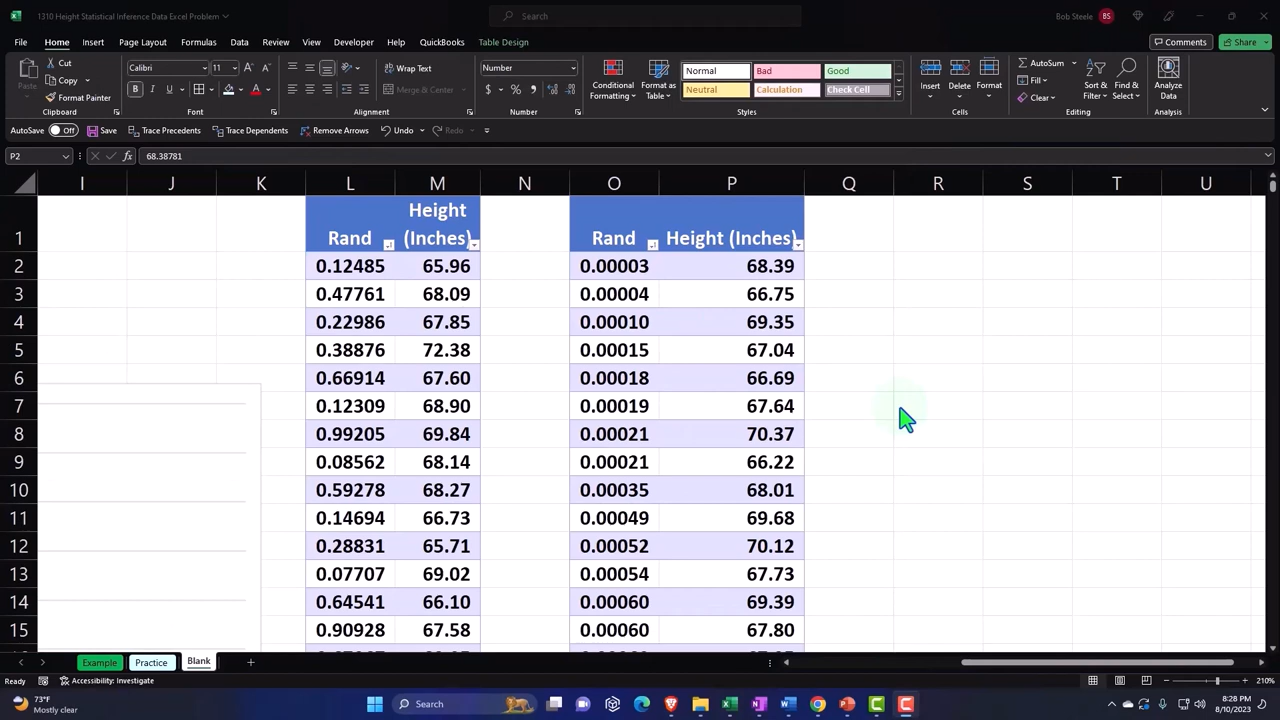 1310 Height Statistical Inference Data Excel Problem
Search
Bob Steele BS
File Home Insert Page Layout Formulas Data Review View Developer Help QuickBooks Table Design Comments Share
Cut Calibri 11 Wrap Text Number Normal Bad Good AutoSum
Copy Fill
Format Painter B I U Merge & Center $ % Neutral Calculation Check Cell Clear
Conditional Formatting Format as Table Insert Delete Format Sort & Filter Find & Select Analyze Data
Clipboard Font Alignment Number Styles Cells Editing Analysis
AutoSave Off Save Trace Precedents Trace Dependents Remove Arrows Undo Redo
P2 fx 68.38781
I J K L M N O P Q R S T U
1 Rand Height (Inches) Rand Height (Inches)
2 0.12485 65.96 0.00003 68.39
3 0.47761 68.09 0.00004 66.75
4 0.22986 67.85 0.00010 69.35
5 0.38876 72.38 0.00015 67.04
6 0.66914 67.60 0.00018 66.69
7 0.12309 68.90 0.00019 67.64
8 0.99205 69.84 0.00021 70.37
9 0.08562 68.14 0.00021 66.22
10 0.59278 68.27 0.00035 68.01
11 0.14694 66.73 0.00049 69.68
12 0.28831 65.71 0.00052 70.12
13 0.07707 69.02 0.00054 67.73
14 0.64541 66.10 0.00060 69.39
15 0.90928 67.58 0.00060 67.80
Example Practice Blank
Ready Accessibility: Investigate 210%
73°F
Mostly clear
Search
8:28 PM
8/10/2023